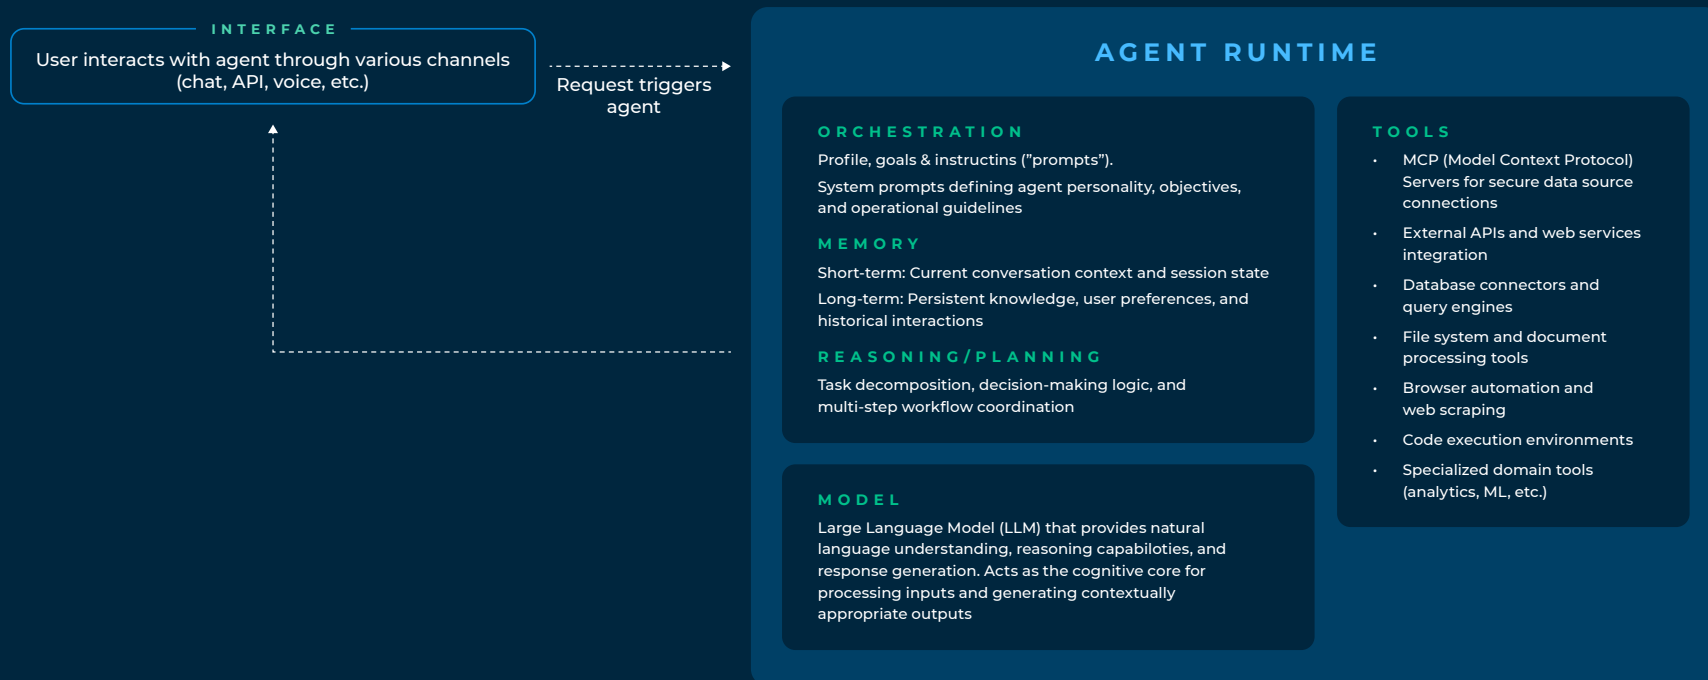 INTERFACE
User interacts with agent through various channels
(chat, API, voice, etc.)
Request triggers
agent
AGENT RUNTIME
ORCHESTRATION
Profile, goals & instructins ("prompts").
System prompts defining agent personality, objectives,
and operational guidelines
MEMORY
Short-term: Current conversation context and session state
Long-term: Persistent knowledge, user preferences, and
historical interactions
REASONING/PLANNING
Task decomposition, decision-making logic, and
multi-step workflow coordination
MODEL
Large Language Model (LLM) that provides natural
language understanding, reasoning capabiloties, and
response generation. Acts as the cognitive core for
processing inputs and generating contextually
appropriate outputs
TOOLS
• MCP (Model Context Protocol)
Servers for secure data source
connections
• External APIs and web services
integration
• Database connectors and
query engines
• File system and document
processing tools
• Browser automation and
web scraping
• Code execution environments
• Specialized domain tools
(analytics, ML, etc.)